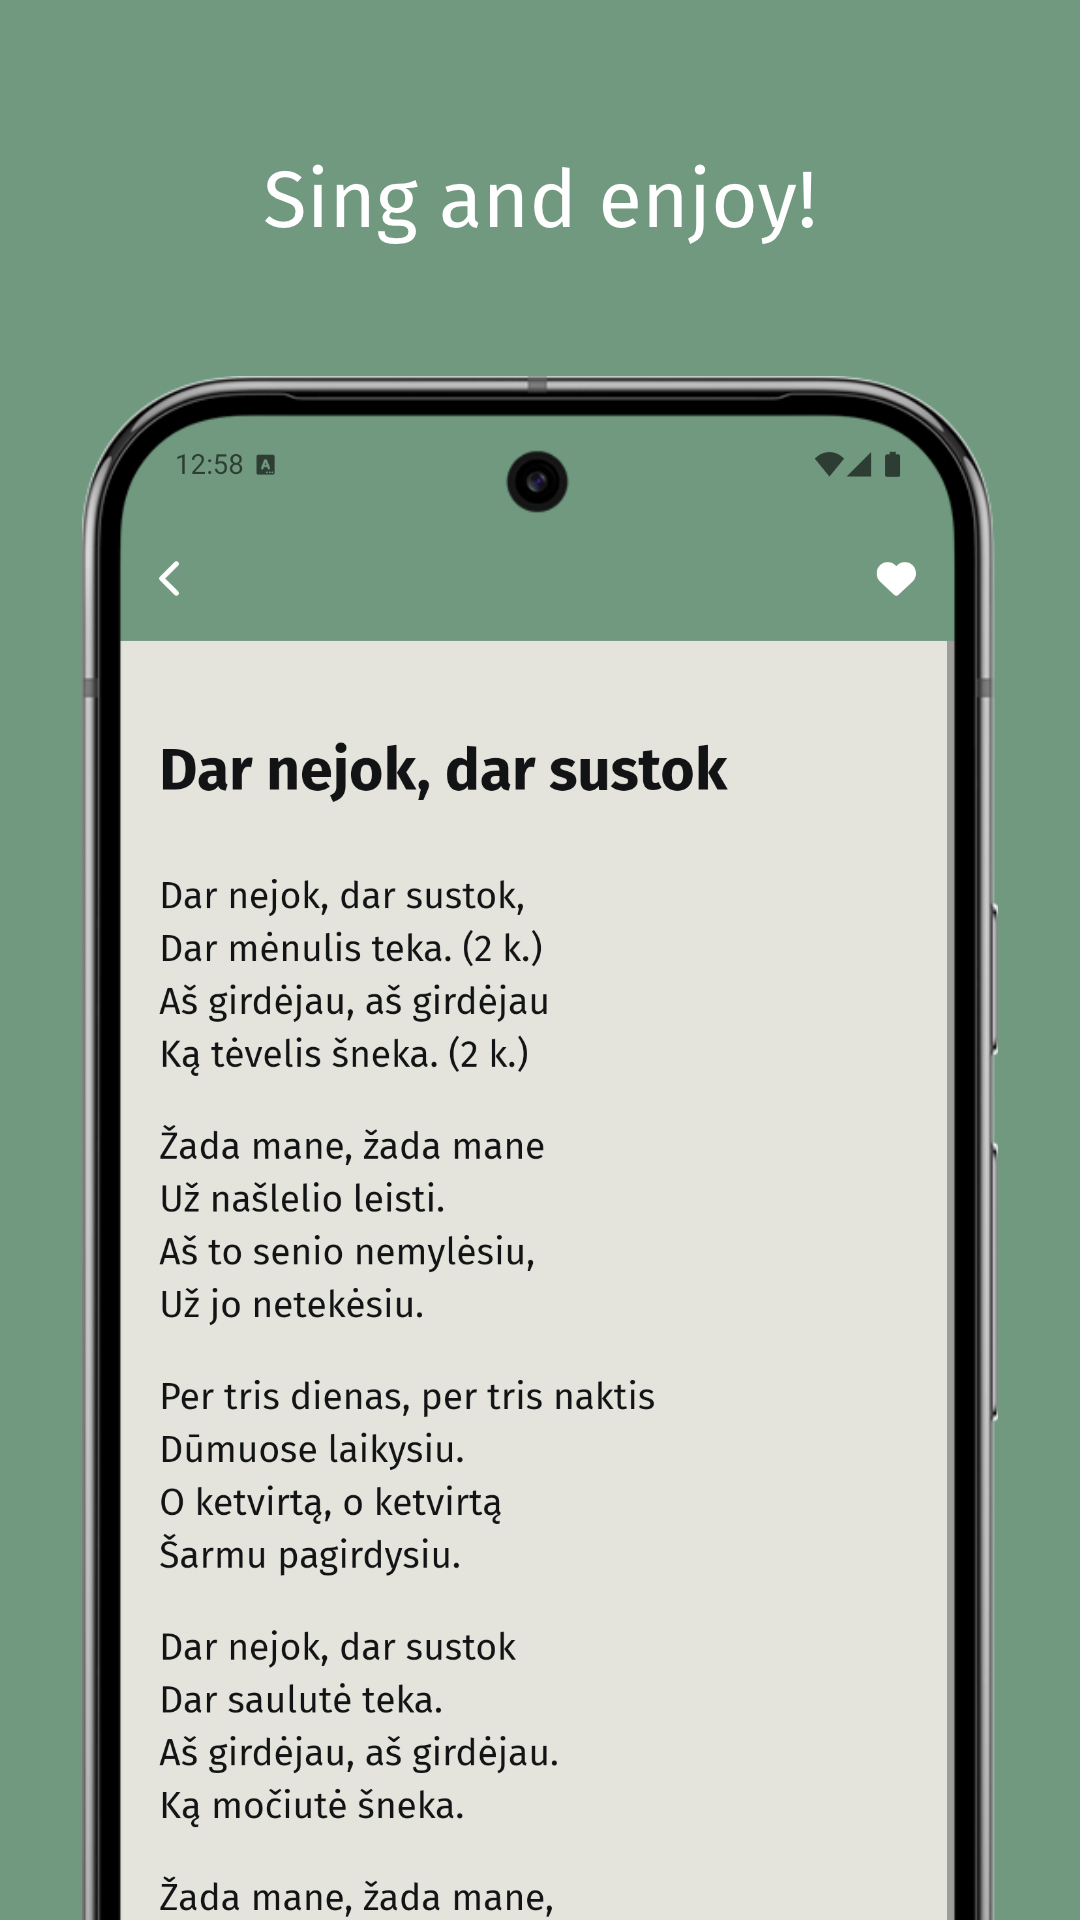 Sing and enjoy!
12:58
Dar nejok, dar sustok
Dar nejok, dar sustok,
Dar mėnulis teka. (2 k.)
Aš girdėjau, aš girdėjau
Ką tėvelis šneka. (2 k.)
Žada mane, žada mane
Už našlelio leisti.
Aš to senio nemylėsiu,
Už jo netekėsiu.
Per tris dienas, per tris naktis
Dūmuose laikysiu.
O ketvirtą, o ketvirtą
Šarmu pagirdysiu.
Dar nejok, dar sustok
Dar saulutė teka.
Aš girdėjau, aš girdėjau.
Ką močiutė šneka.
Žada mane, žada mane,